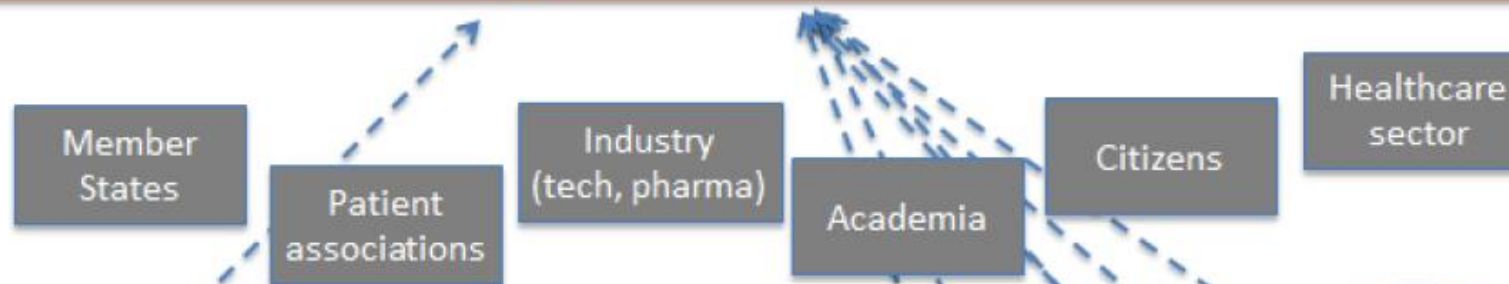 Member
States
Patient
associations
Industry
(tech, pharma)
Academia
Citizens
Healthcare
sector